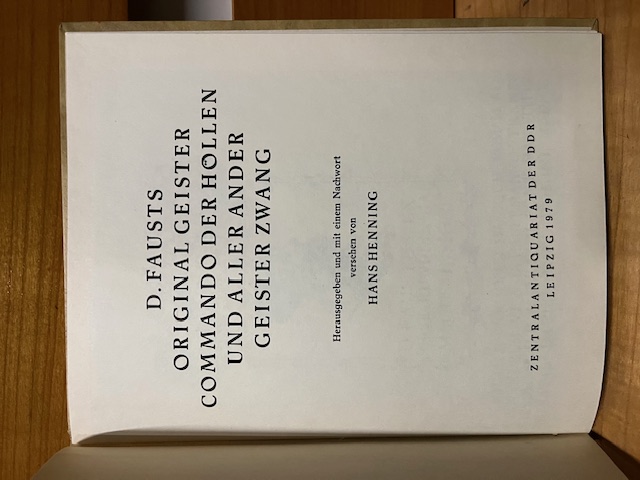 D. FAUSTS
ORIGINAL GEISTER
COMMANDO DER HÖLLEN
UND ALLER ANDER
GEISTER ZWANG
Herausgegeben und mit einem Nachwort
versehen von
HANS HENNING
ZENTRALANTIQUARIAT DER DDR
LEIPZIG 1979